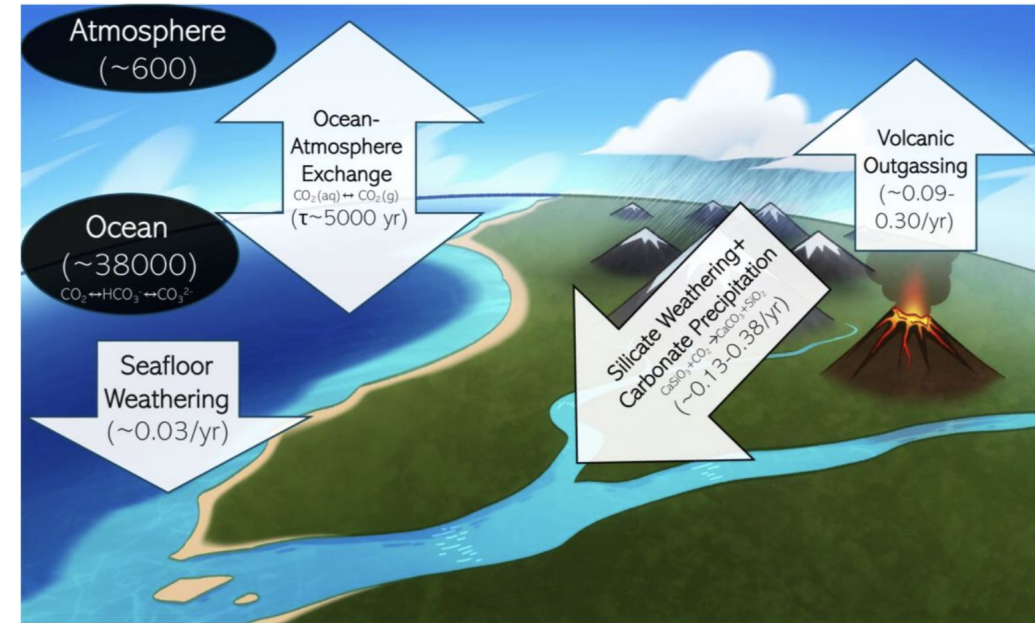 Atmosphere
(~600)
Ocean-
Atmosphere
Exchange
CO₂(aq)↔ CO₂(g)
(τ~5000 yr)
Volcanic
Outgassing
(~0.09-
0.30/yr)
Ocean
(~38000)
CO₂↔HCO₃⁻↔CO₃²⁻
Silicate Weathering+
Carbonate Precipitation
CaSiO₃+CO₂ →CaCO₃+SiO₂
(~0.13-0.38/yr)
Seafloor
Weathering
(~0.03/yr)